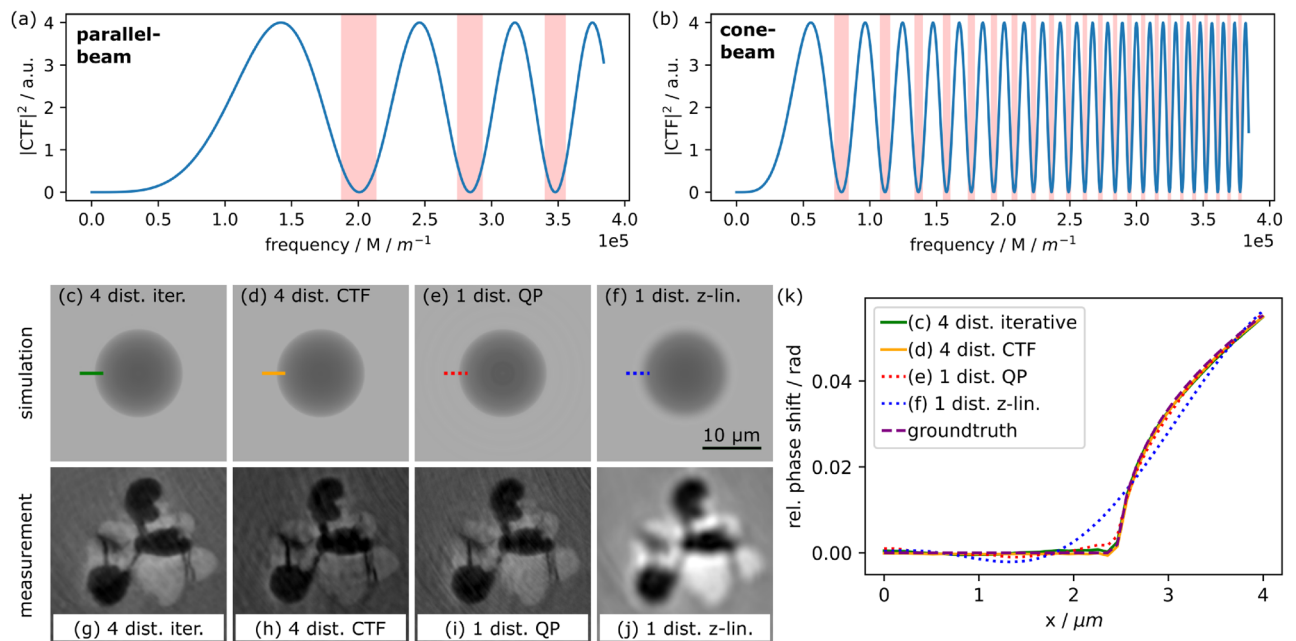 (a)
parallel-
beam
|CTF|² / a.u.
4
3
2
1
0
0.0 0.5 1.0 1.5 2.0 2.5 3.0 3.5 4.0
1e5
frequency / M / m⁻¹
(b)
cone-
beam
|CTF|² / a.u.
4
3
2
1
0
0.0 0.5 1.0 1.5 2.0 2.5 3.0 3.5 4.0
1e5
frequency / M / m⁻¹
simulation
(c) 4 dist. iter.
(d) 4 dist. CTF
(e) 1 dist. QP
(f) 1 dist. z-lin.
10 μm
measurement
(g) 4 dist. iter.
(h) 4 dist. CTF
(i) 1 dist. QP
(j) 1 dist. z-lin.
(k)
rel. phase shift / rad
0.04
0.02
0.00
(c) 4 dist. iterative
(d) 4 dist. CTF
(e) 1 dist. QP
(f) 1 dist. z-lin.
groundtruth
0 1 2 3 4
x / μm